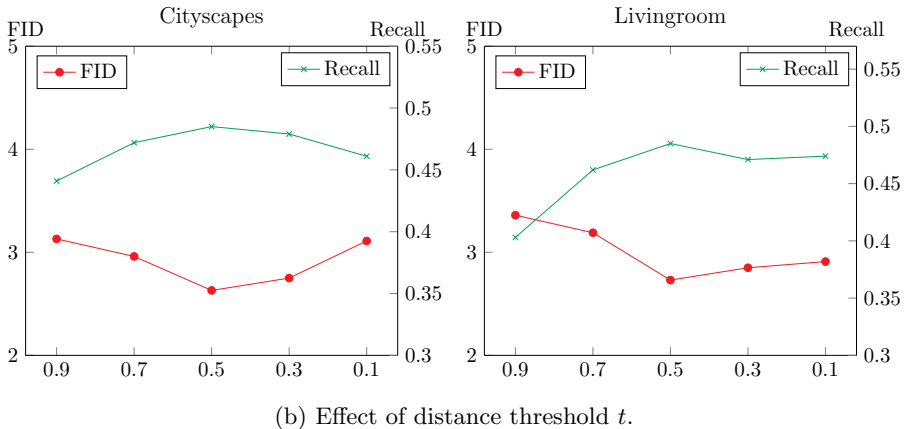 Cityscapes
FID
Recall
FID
Recall
5
4
3
2
0.55
0.5
0.45
0.4
0.35
0.3
0.9 0.7 0.5 0.3 0.1
Livingroom
FID
Recall
FID
Recall
5
4
3
2
0.55
0.5
0.45
0.4
0.35
0.3
0.9 0.7 0.5 0.3 0.1
(b) Effect of distance threshold t.